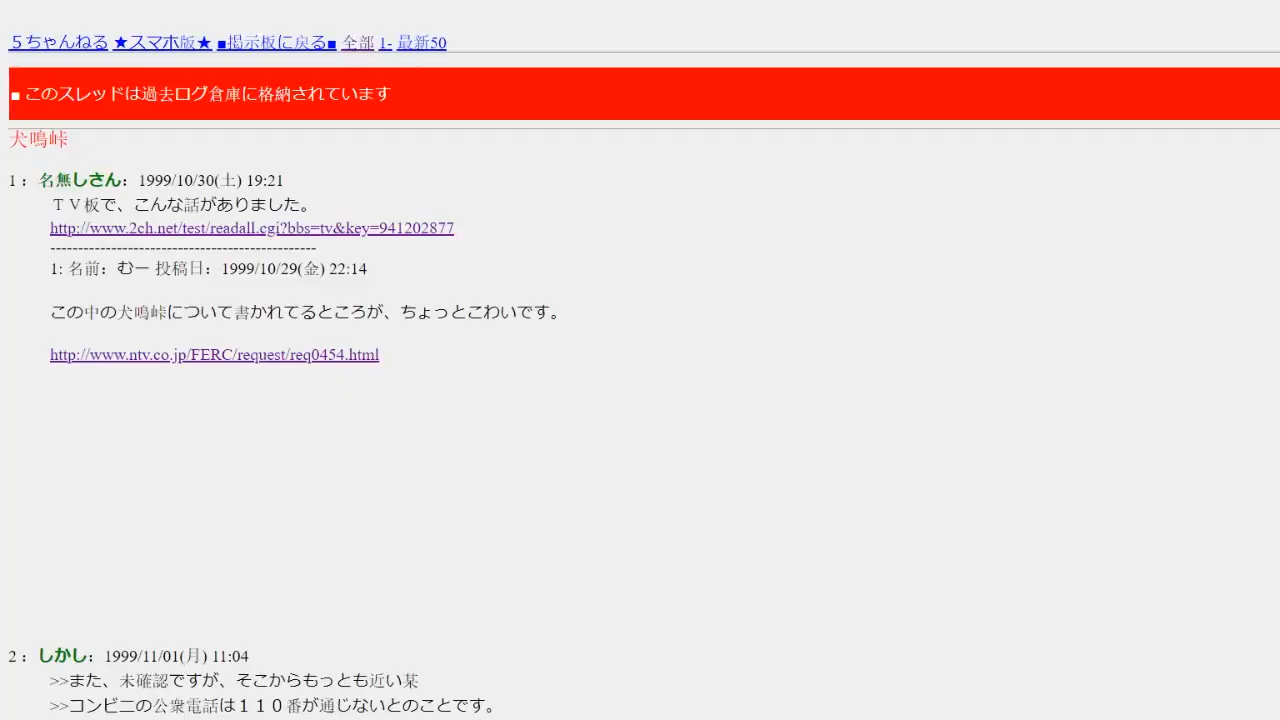 ５ちゃんねる ★スマホ版★ ■掲示板に戻る■ 全部 1- 最新50
■ このスレッドは過去ログ倉庫に格納されています
犬鳴峠
1 : 名無しさん : 1999/10/30(土) 19:21
ＴＶ板で、こんな話がありました。
http://www.2ch.net/test/readall.cgi?bbs=tv&key=941202877
------------------------------------------------
1: 名前：むー 投稿日：1999/10/29(金) 22:14
この中の犬鳴峠について書かれてるところが、ちょっとこわいです。
http://www.ntv.co.jp/FERC/request/req0454.html
2 : しかし : 1999/11/01(月) 11:04
>>また、未確認ですが、そこからもっとも近い某
>>コンビニの公衆電話は１１０番が通じないとのことです。